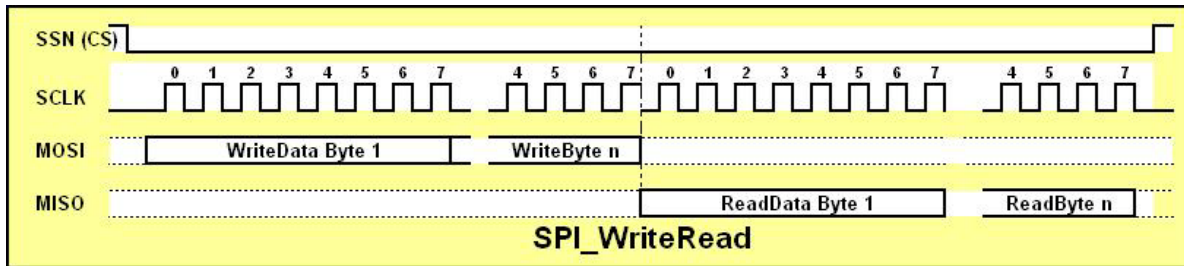 SSN (CS)
0 1 2 3 4 5 6 7 4 5 6 7 0 1 2 3 4 5 6 7 4 5 6 7
SCLK
MOSI WriteData Byte 1 WriteByte n
MISO ReadData Byte 1 ReadByte n
SPI_WriteRead